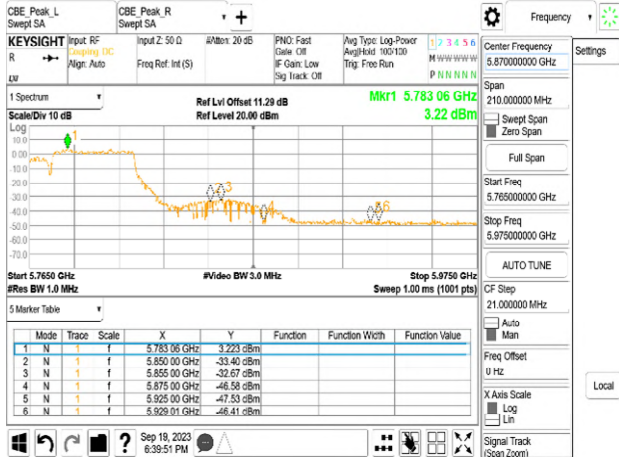 CBE_Peak_L
Swept SA
CBE_Peak_R
Swept SA
+
Frequency
KEYSIGHT
R
Input: RF
Coupling: DC
Align: Auto
Input Z: 50 Ω
Freq Ref: Int (S)
#Atten: 20 dB
PNO: Fast
Gate: Off
IF Gain: Low
Sig Track: Off
Avg Type: Log-Power
Avg|Hold: 100/100
Trig: Free Run
1 2 3 4 5 6
M W W W W W
P N N N N N
1 Spectrum
Scale/Div 10 dB
Ref Lvl Offset 11.29 dB
Ref Level 20.00 dBm
Mkr1 5.783 06 GHz
3.22 dBm
Log
10.0
0.00
-10.0
-20.0
-30.0
-40.0
-50.0
-60.0
-70.0
1
3
4
6
Start 5.7650 GHz
#Res BW 1.0 MHz
#Video BW 3.0 MHz
Stop 5.9750 GHz
Sweep 1.00 ms (1001 pts)
5 Marker Table
Mode Trace Scale X Y Function Function Width Function Value
1 N 1 f 5.783 06 GHz 3.223 dBm
2 N 1 f 5.850 00 GHz -33.40 dBm
3 N 1 f 5.855 00 GHz -32.67 dBm
4 N 1 f 5.875 00 GHz -46.58 dBm
5 N 1 f 5.925 00 GHz -47.53 dBm
6 N 1 f 5.929 01 GHz -46.41 dBm
?
Sep 19, 2023
6:39:51 PM
Center Frequency
5.870000000 GHz
Settings
Span
210.000000 MHz
Swept Span
Zero Span
Full Span
Start Freq
5.765000000 GHz
Stop Freq
5.975000000 GHz
AUTO TUNE
CF Step
21.000000 MHz
Auto
Man
Freq Offset
0 Hz
X Axis Scale
Log
Lin
Local
Signal Track
(Span Zoom)